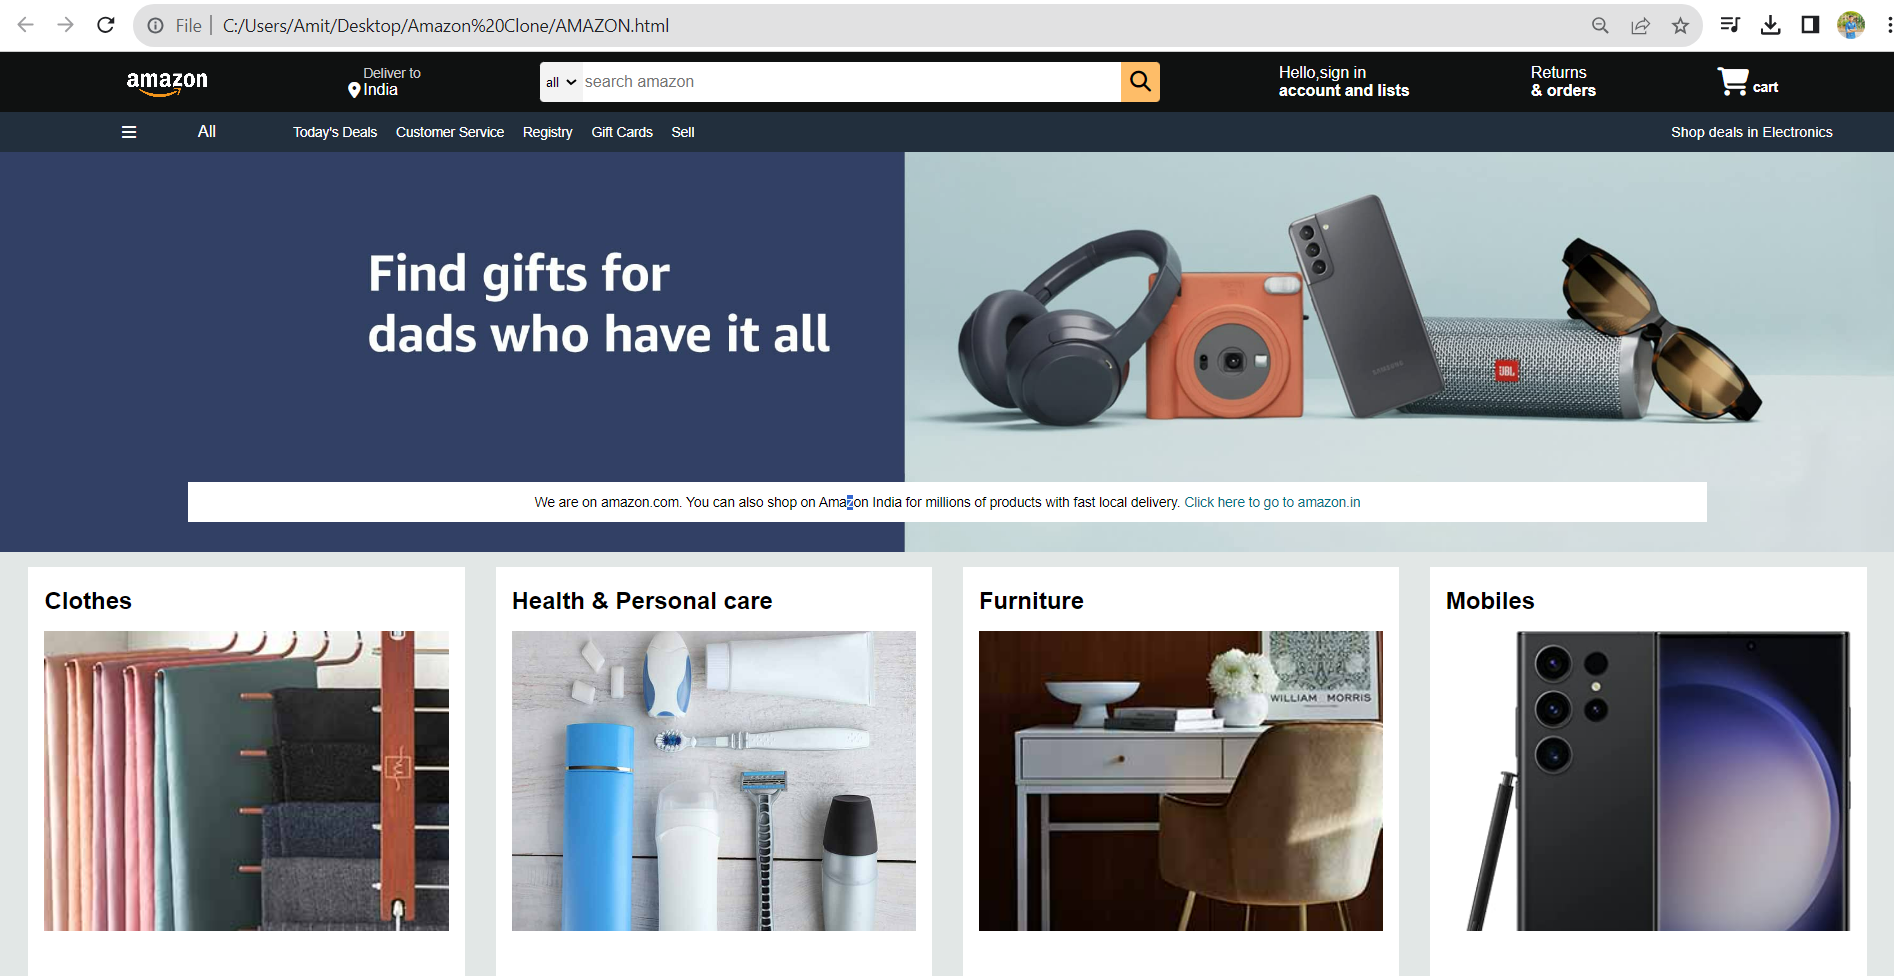 File | C:/Users/Amit/Desktop/Amazon%20Clone/AMAZON.html
amazon
Deliver to
India
all
search amazon
Hello,sign in
account and lists
Returns
& orders
cart
All
Today's Deals
Customer Service
Registry
Gift Cards
Sell
Shop deals in Electronics
Find gifts for
dads who have it all
SAMSUNG
JBL
We are on amazon.com. You can also shop on Amazon India for millions of products with fast local delivery. Click here to go to amazon.in
Clothes
Health & Personal care
Furniture
Mobiles
WILLIAM MORRIS